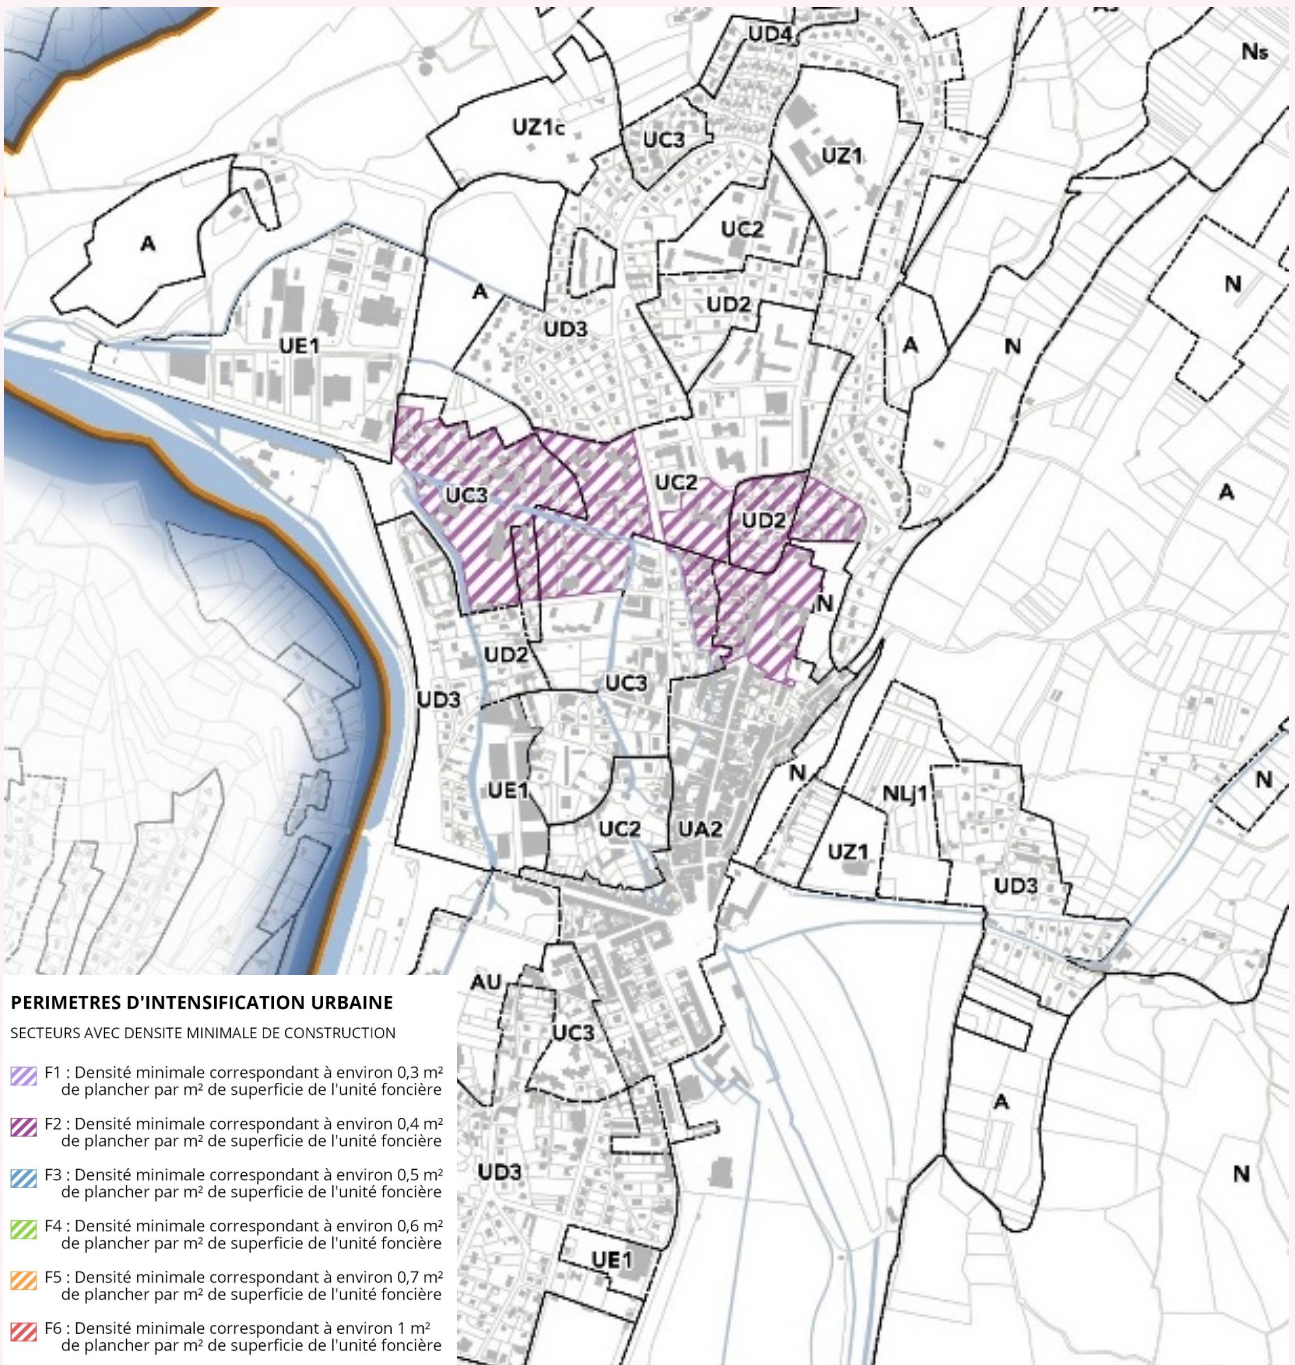 As
UD4
Ns
UZ1c
UC3
UZ1
UC2
A
N
A
UD2
UD3
UE1
A
N
UC2
A
UC3
UD2
N
UD2
UC3
UD3
N
N
UE1
NLj1
UC2
UA2
UZ1
UD3
AU
UC3
A
UD3
N
UE1
PERIMETRES D'INTENSIFICATION URBAINE
SECTEURS AVEC DENSITE MINIMALE DE CONSTRUCTION
F1 : Densité minimale correspondant à environ 0,3 m²
de plancher par m² de superficie de l'unité foncière
F2 : Densité minimale correspondant à environ 0,4 m²
de plancher par m² de superficie de l'unité foncière
F3 : Densité minimale correspondant à environ 0,5 m²
de plancher par m² de superficie de l'unité foncière
F4 : Densité minimale correspondant à environ 0,6 m²
de plancher par m² de superficie de l'unité foncière
F5 : Densité minimale correspondant à environ 0,7 m²
de plancher par m² de superficie de l'unité foncière
F6 : Densité minimale correspondant à environ 1 m²
de plancher par m² de superficie de l'unité foncière